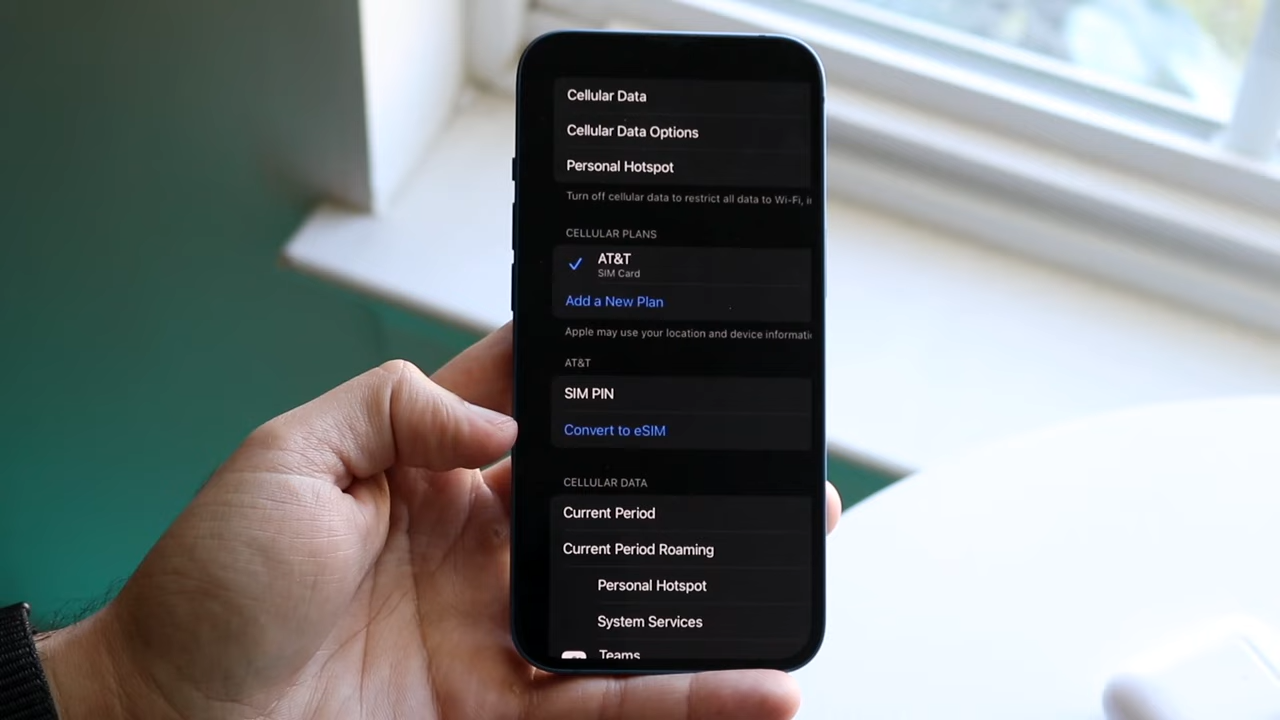 Cellular Data
Cellular Data Options
Personal Hotspot
Turn off cellular data to restrict all data to Wi-Fi,
CELLULAR PLANS
AT&T
SIM Card
Add a New Plan
Apple may use your location and device informati
AT&T
SIM PIN
Convert to eSIM
CELLULAR DATA
Current Period
Current Period Roaming
Personal Hotspot
System Services
Teams